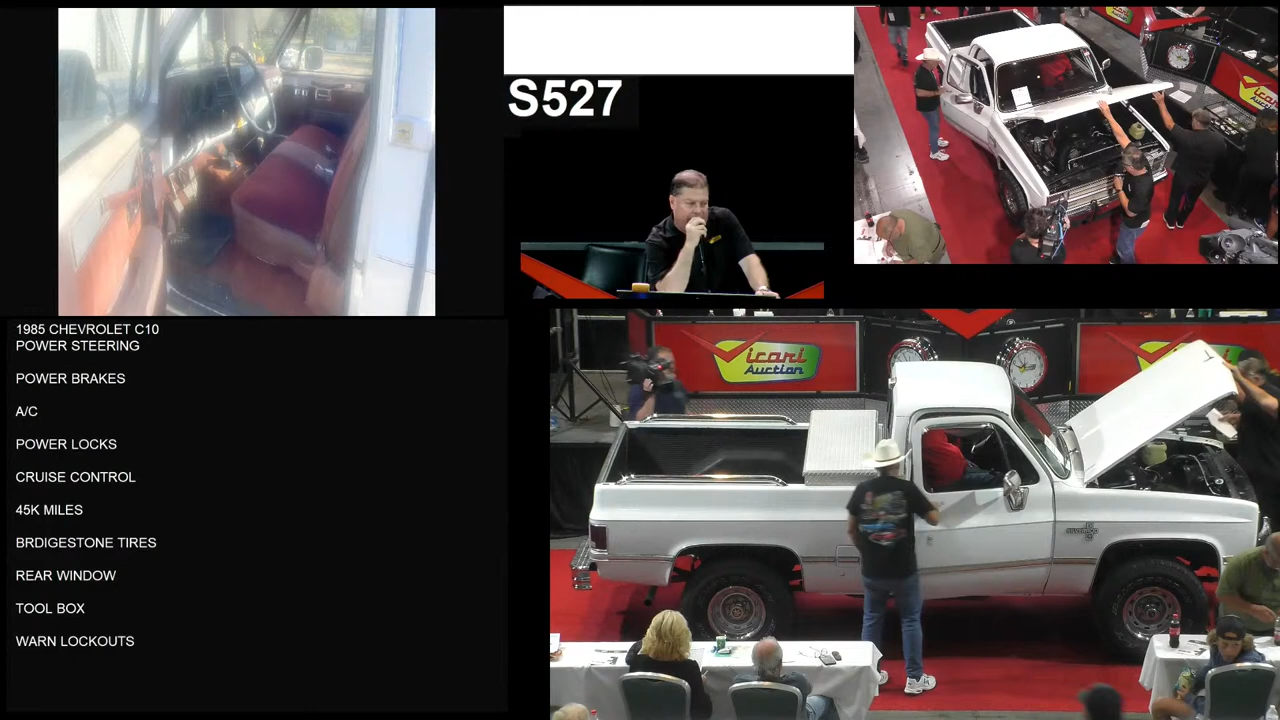 S527
1985 CHEVROLET C10
POWER STEERING
POWER BRAKES
A/C
POWER LOCKS
CRUISE CONTROL
45K MILES
BRDIGESTONE TIRES
REAR WINDOW
TOOL BOX
WARN LOCKOUTS
Vicari
Auction
Vicari
Auction
SILVERADO